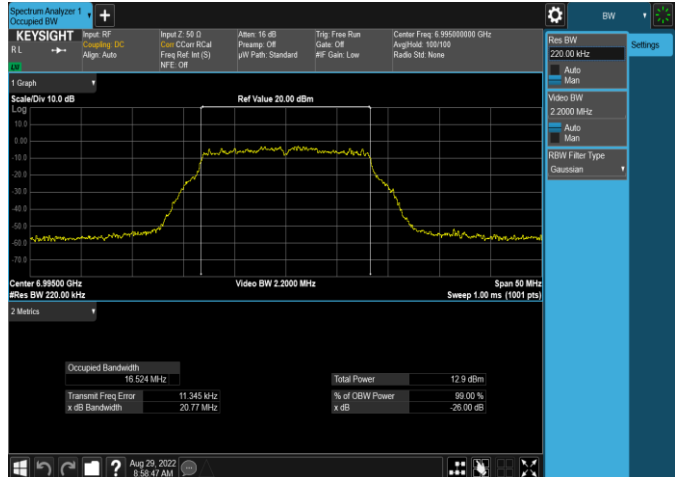 Spectrum Analyzer 1
Occupied BW
+
BW
KEYSIGHT
R L
Input: RF
Coupling: DC
Align: Auto
Input Z: 50 Ω
Corr CCorr RCal
Freq Ref: Int (S)
NFE: Off
Atten: 16 dB
Preamp: Off
µW Path: Standard
Trig: Free Run
Gate: Off
#IF Gain: Low
Center Freq: 6.995000000 GHz
Avg|Hold: 100/100
Radio Std: None
Res BW
220.00 kHz
Auto
Man
Settings
Video BW
2.2000 MHz
Auto
Man
RBW Filter Type
Gaussian
1 Graph
Scale/Div 10.0 dB
Ref Value 20.00 dBm
Log
10.0
0.00
-10.0
-20.0
-30.0
-40.0
-50.0
-60.0
-70.0
Center 6.99500 GHz
#Res BW 220.00 kHz
Video BW 2.2000 MHz
Span 50 MHz
Sweep 1.00 ms (1001 pts)
2 Metrics
Occupied Bandwidth
16.524 MHz
Transmit Freq Error 11.345 kHz
x dB Bandwidth 20.77 MHz
Total Power 12.9 dBm
% of OBW Power 99.00 %
x dB -26.00 dB
?
Aug 29, 2022
8:58:47 AM